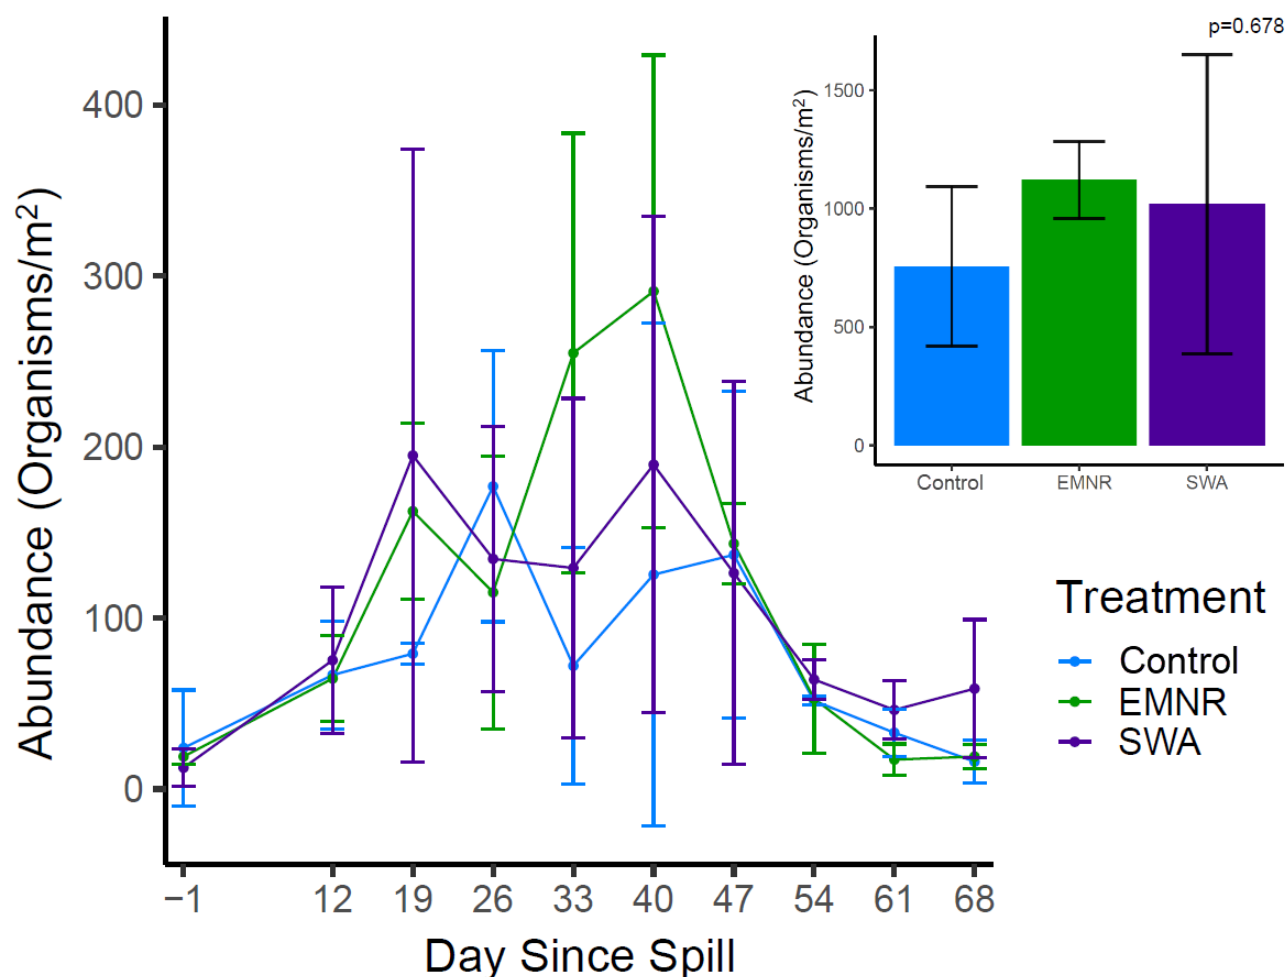 Abundance (Organisms/m²)
400
300
200
100
0
−1 12 19 26 33 40 47 54 61 68
Day Since Spill
p=0.678
Abundance (Organisms/m²)
1500
1000
500
0
Control EMNR SWA
Treatment
Control
EMNR
SWA